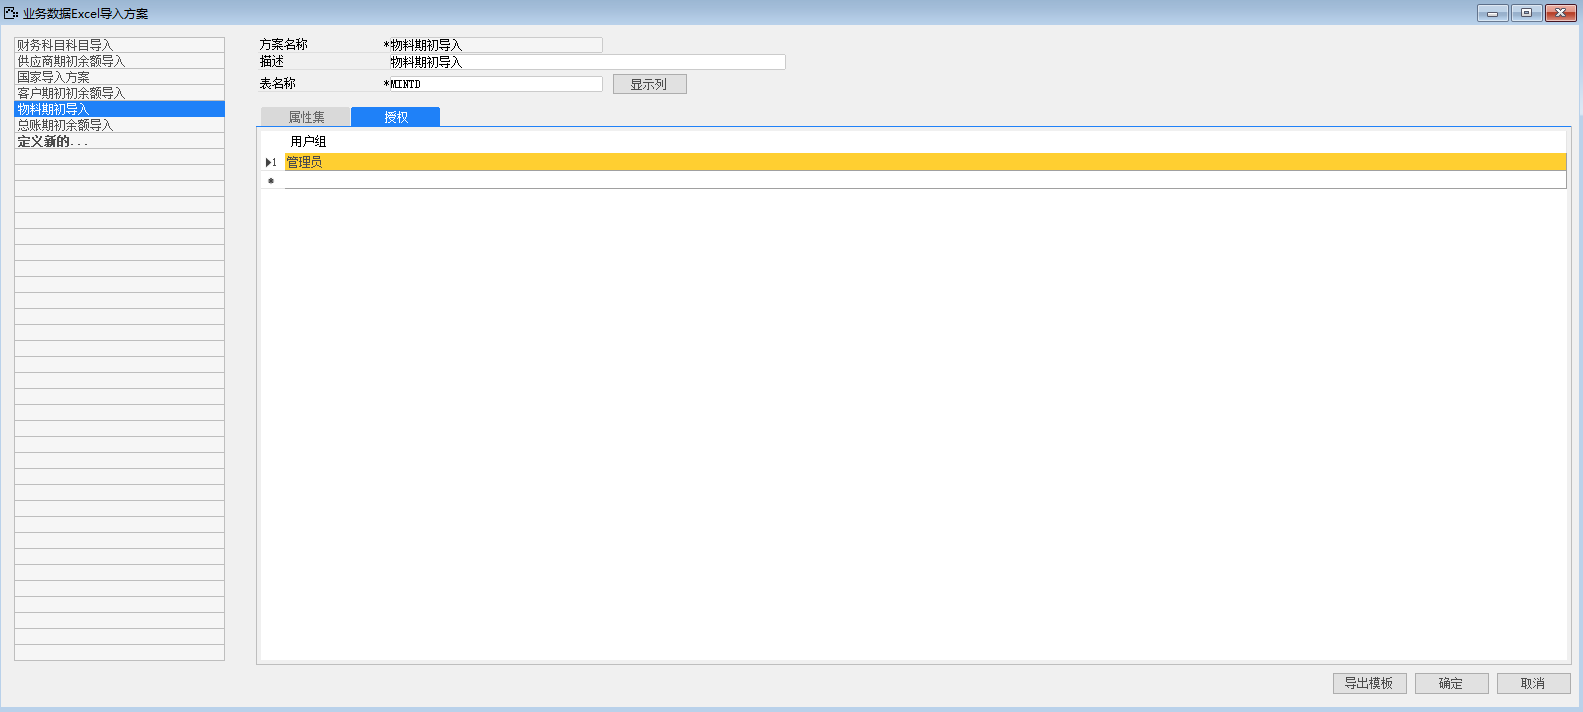 业务数据Excel导入方案
财务科目科目导入
供应商期初余额导入
国家导入方案
客户期初初余额导入
物料期初导入
总账期初余额导入
定义新的...
方案名称 *物料期初导入
描述 物料期初导入
表名称 *MINTD 显示列
属性集 授权
用户组
1 管理员
*
导出模板 确定 取消